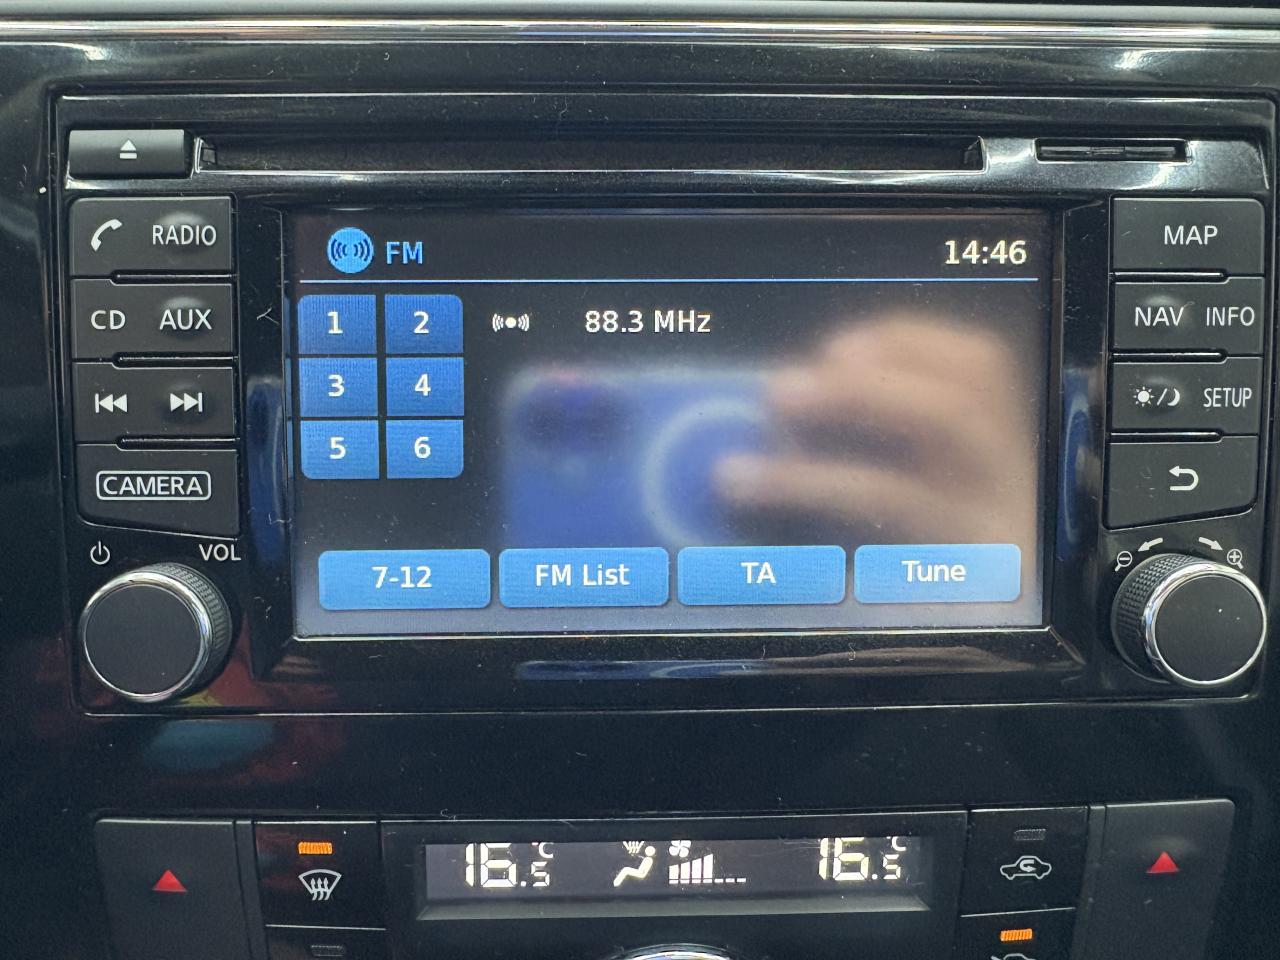 RADIO
CD AUX
CAMERA
VOL
FM 14:46
1 2 88.3 MHz
3 4
5 6
7-12 FM List TA Tune
MAP
NAV INFO
SETUP
16.5 °C 16.5 °C